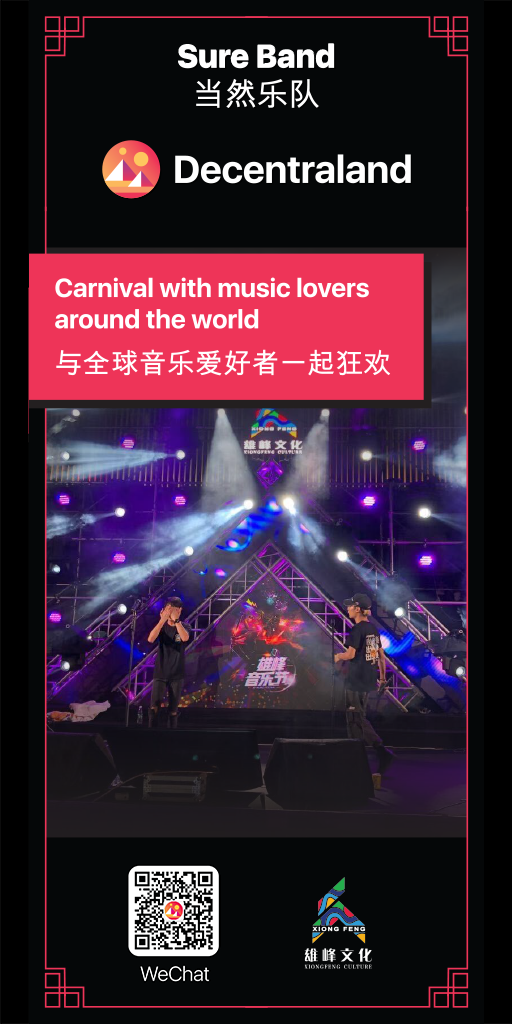 Sure Band
当然乐队
Decentraland
Carnival with music lovers
around the world
与全球音乐爱好者一起狂欢
XIONG FENG
雄峰文化
XIONGFENG CULTURE
雄峰
音乐节
WeChat
XIONG FENG
雄峰文化
XIONGFENG CULTURE